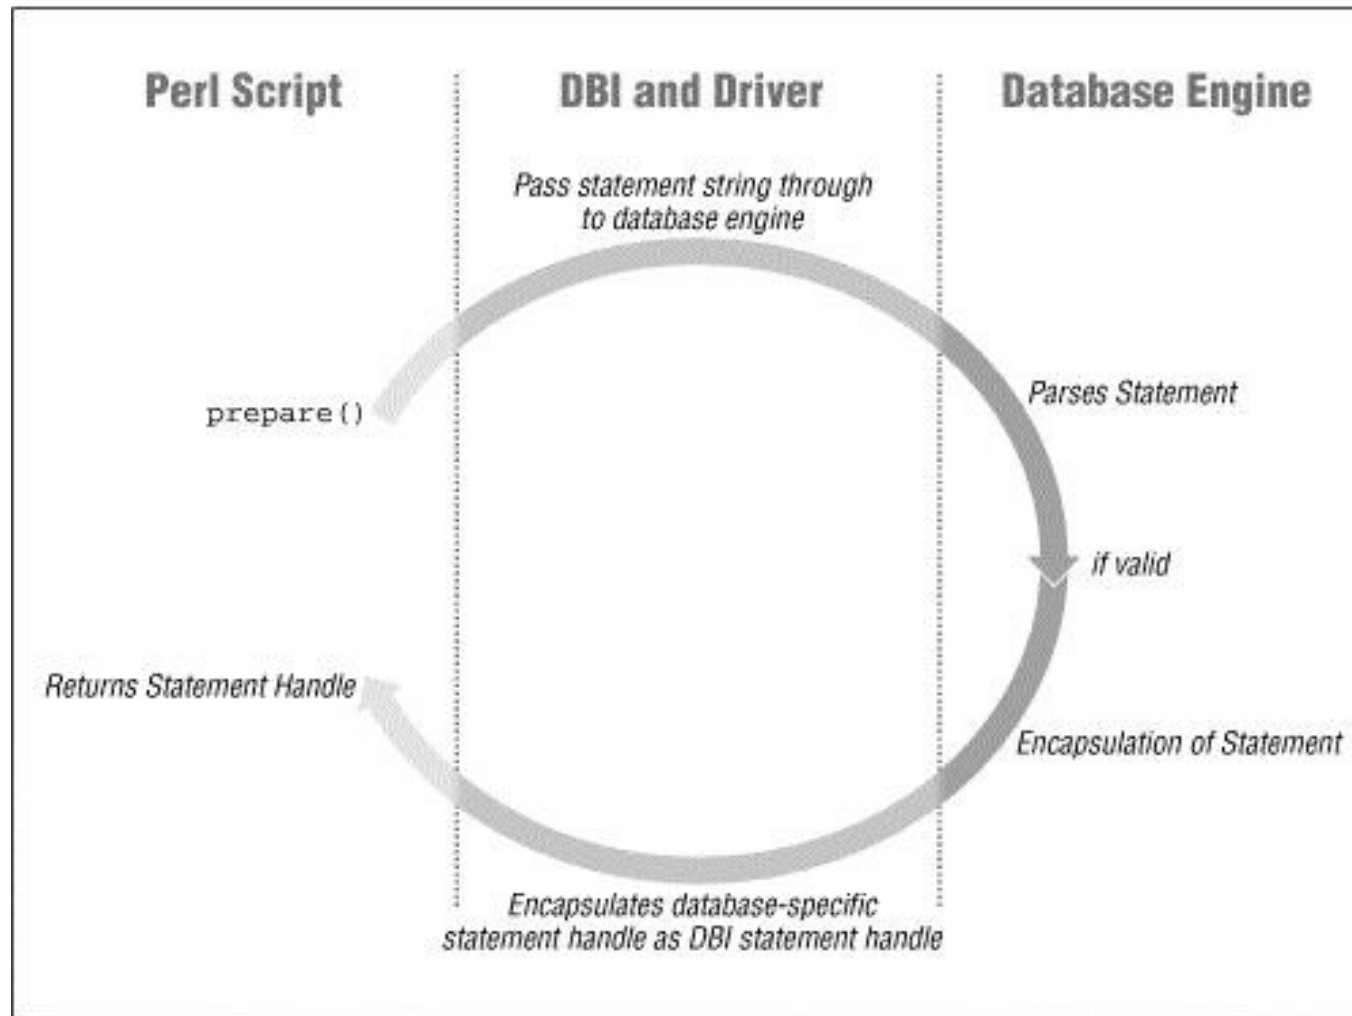 Perl Script
DBI and Driver
Database Engine
Pass statement string through
to database engine
prepare()
Parses Statement
if valid
Returns Statement Handle
Encapsulation of Statement
Encapsulates database-specific
statement handle as DBI statement handle